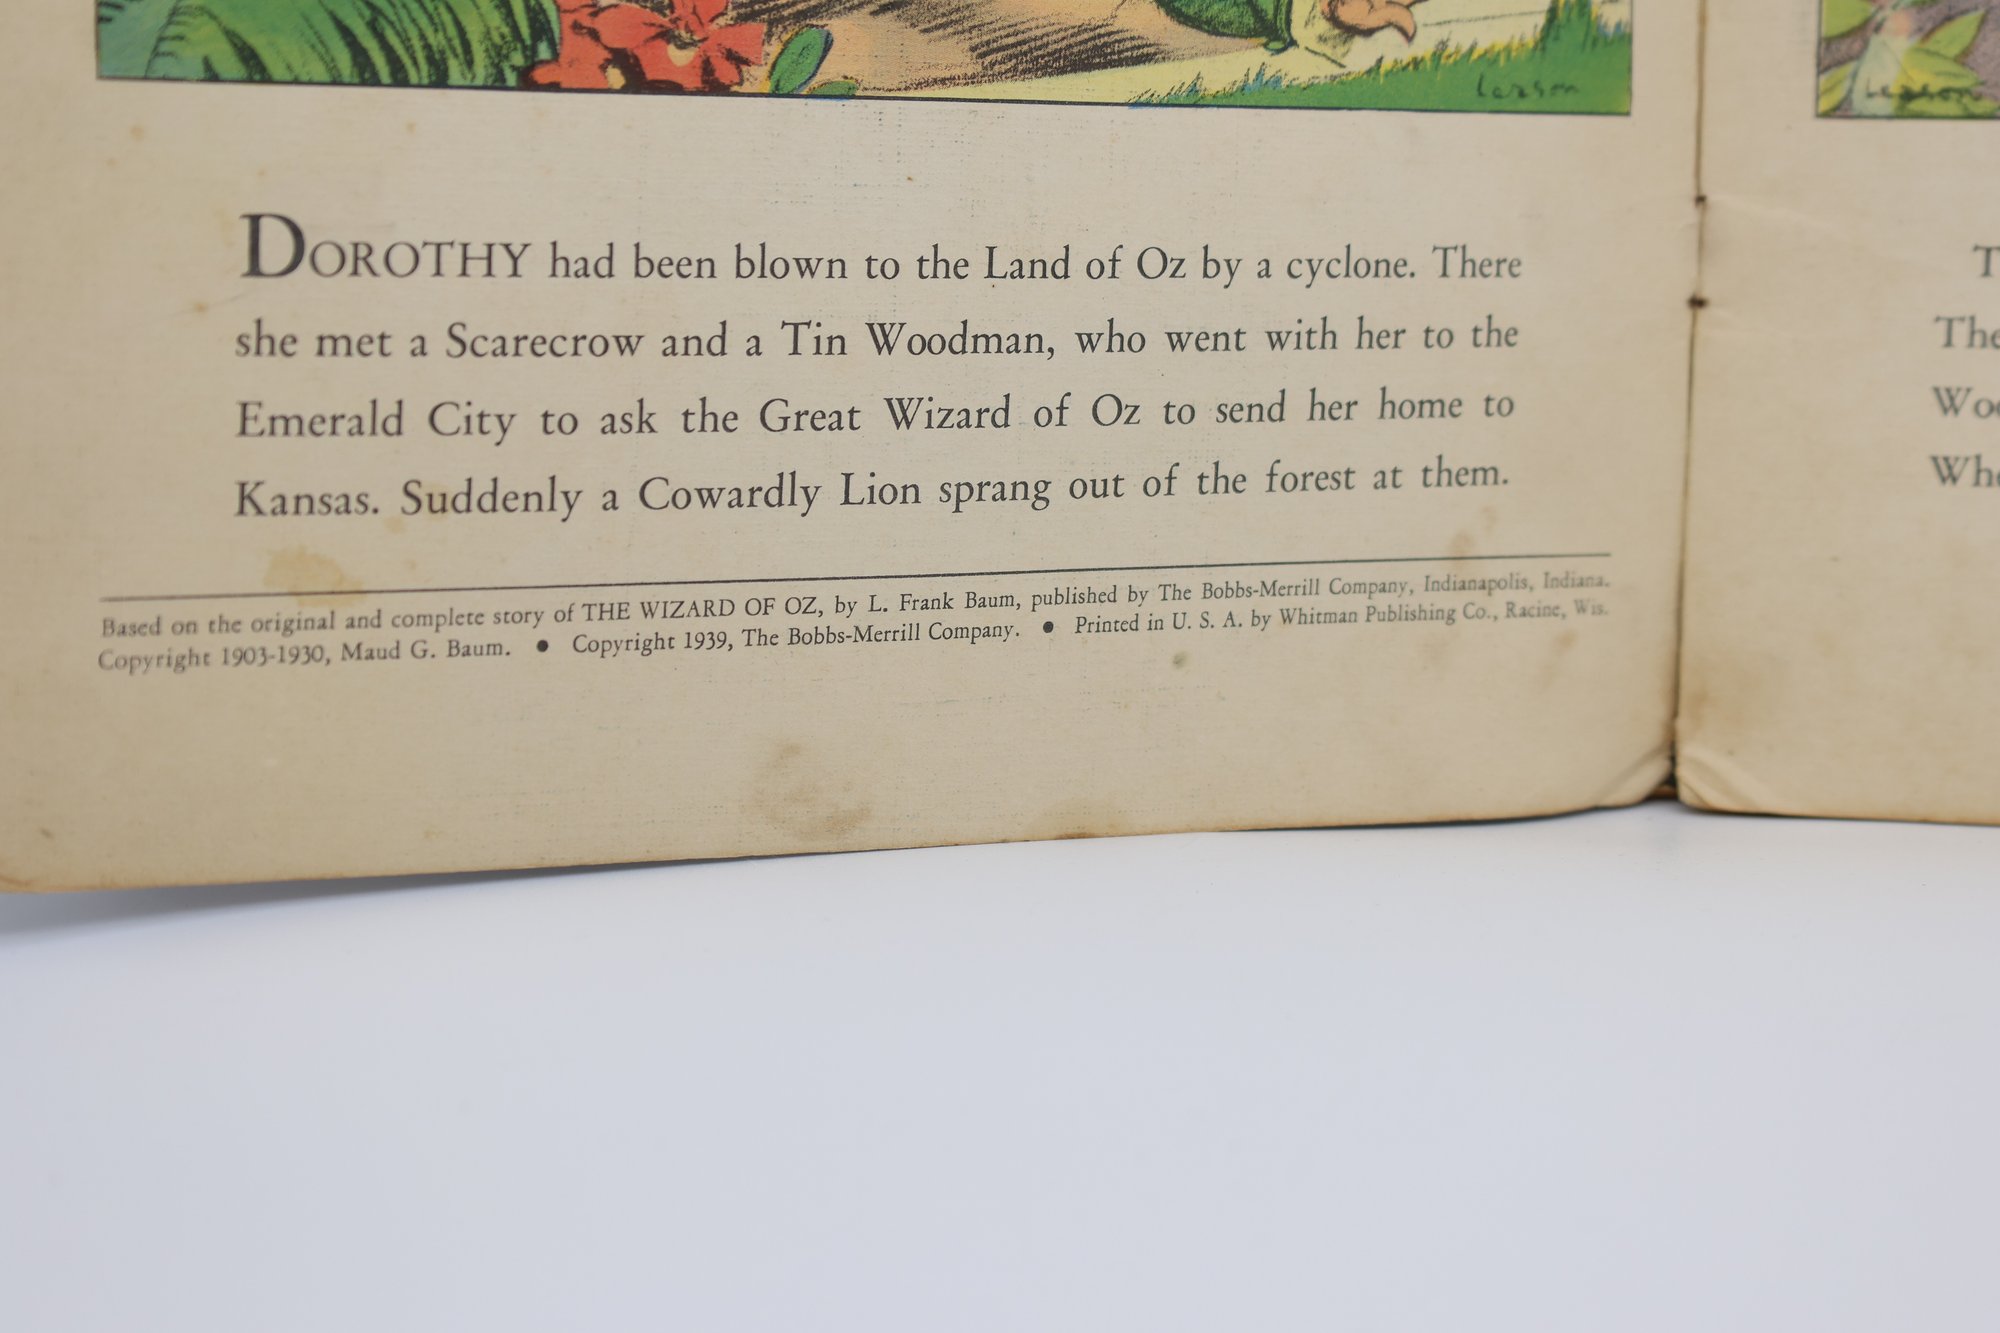 Larson
Larson
DOROTHY had been blown to the Land of Oz by a cyclone. There
she met a Scarecrow and a Tin Woodman, who went with her to the
Emerald City to ask the Great Wizard of Oz to send her home to
Kansas. Suddenly a Cowardly Lion sprang out of the forest at them.
Based on the original and complete story of THE WIZARD OF OZ, by L. Frank Baum, published by The Bobbs-Merrill Company, Indianapolis, Indiana.
Copyright 1903-1930, Maud G. Baum. ● Copyright 1939, The Bobbs-Merrill Company. ● Printed in U. S. A. by Whitman Publishing Co., Racine, Wis.